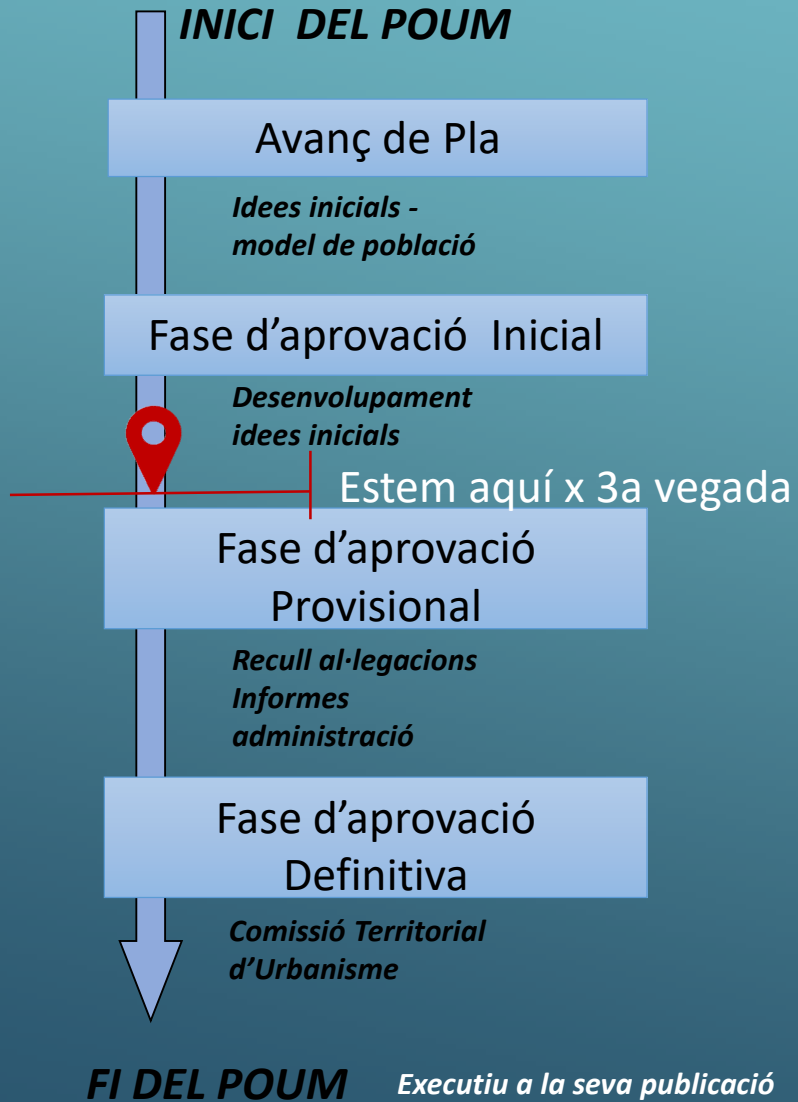 INICI DEL POUM
Avanç de Pla
Idees inicials -
model de població
Fase d'aprovació Inicial
Desenvolupament
idees inicials
Estem aquí x 3a vegada
Fase d'aprovació
Provisional
Recull al·legacions
Informes
administració
Fase d'aprovació
Definitiva
Comissió Territorial
d'Urbanisme
FI DEL POUM Executiu a la seva publicació